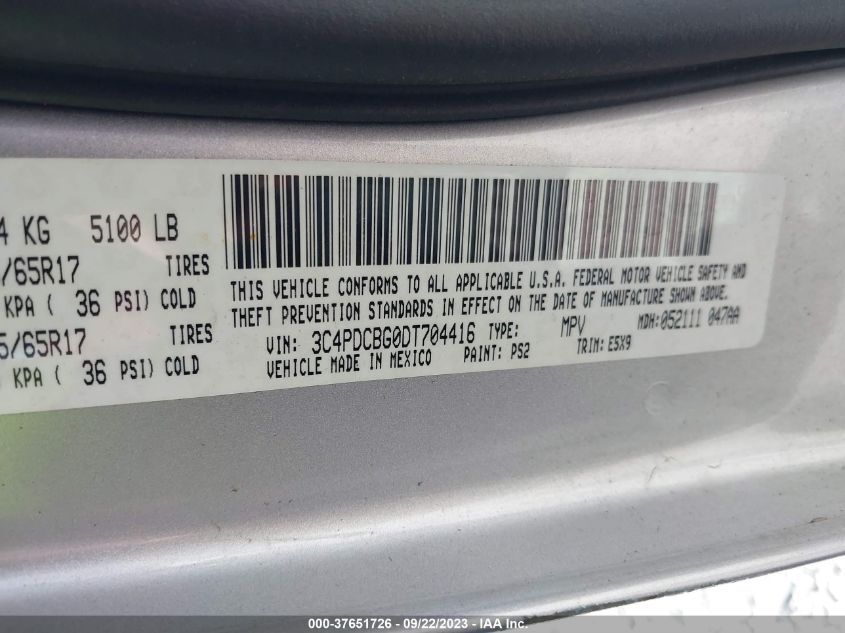 4 KG 5100 LB
/65R17 TIRES
KPA ( 36 PSI) COLD
5/65R17 TIRES
KPA ( 36 PSI) COLD
THIS VEHICLE CONFORMS TO ALL APPLICABLE U.S.A. FEDERAL MOTOR VEHICLE SAFETY AND
THEFT PREVENTION STANDARDS IN EFFECT ON THE DATE OF MANUFACTURE SHOWN ABOVE.
VIN: 3C4PDCBG0DT704416 TYPE: MPV MDH: 052111 047AA
VEHICLE MADE IN MEXICO PAINT: PS2 TRIM: E5X9
000-37651726 - 09/22/2023 - IAAI.com